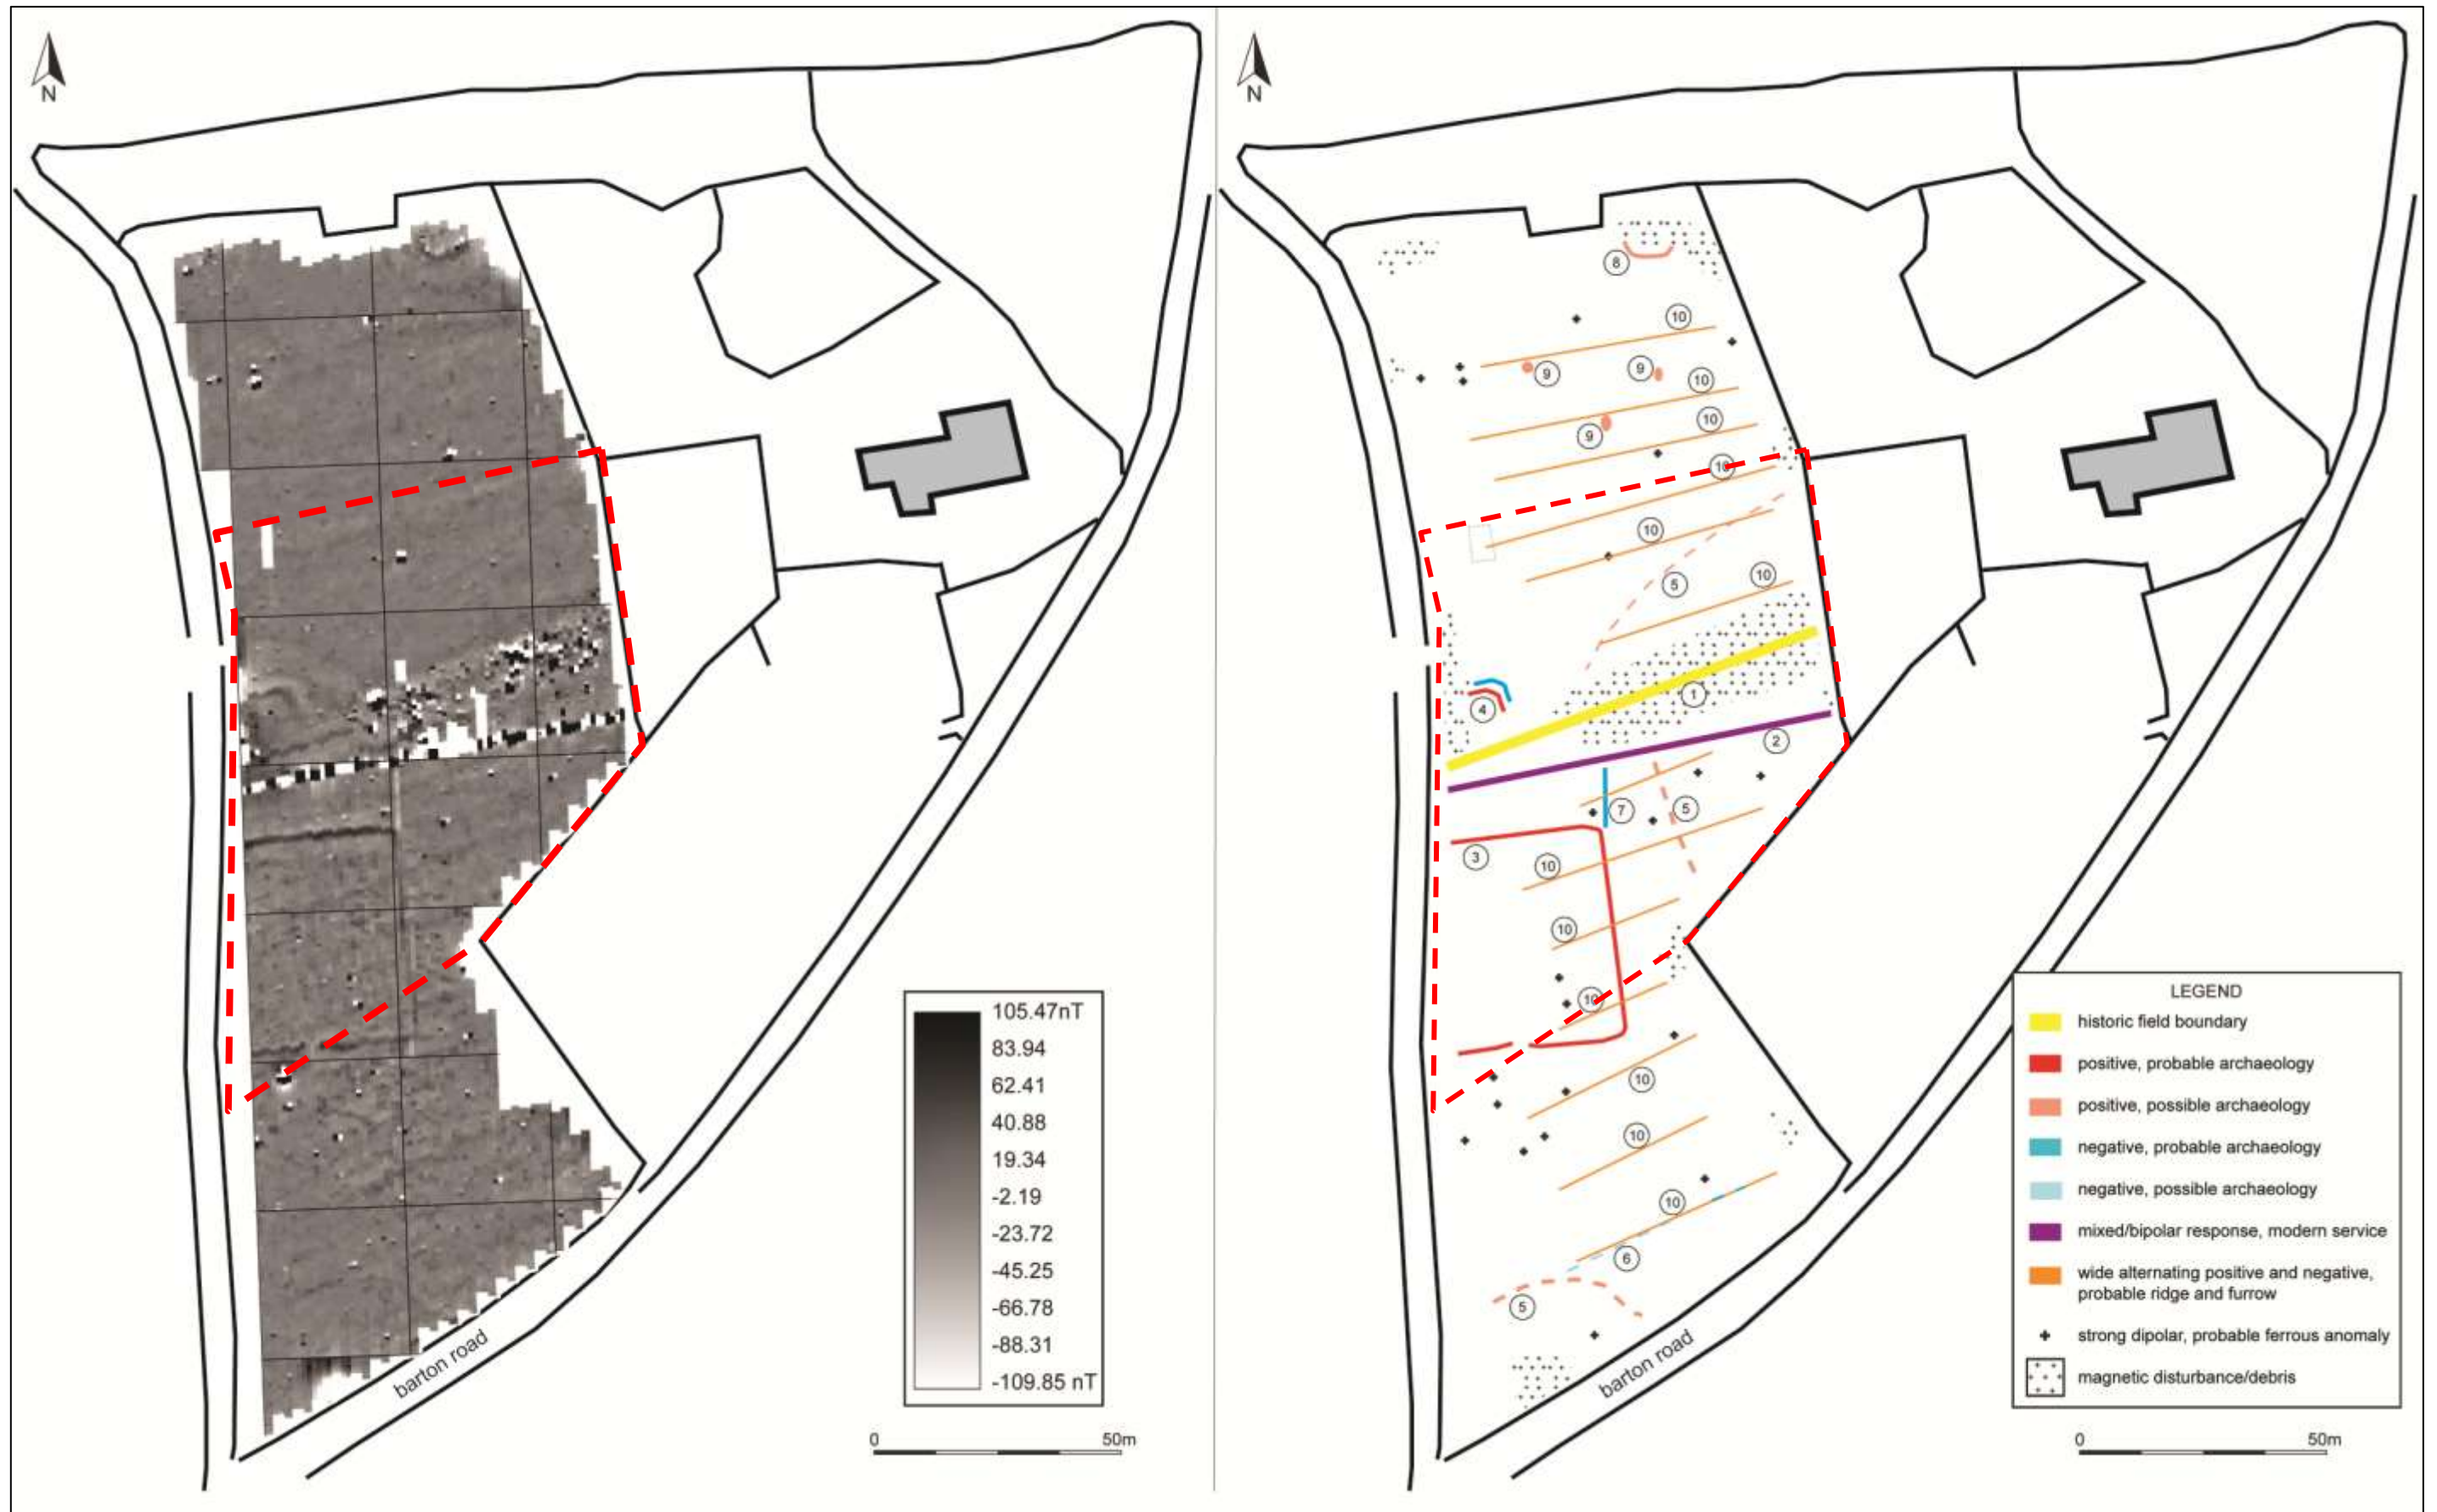 N
105.47nT
83.94
62.41
40.88
19.34
-2.19
-23.72
-45.25
-66.78
-88.31
-109.85 nT
barton road
0 50m
N
8
10
9
9
10
10
9
10
10
5
10
4
1
2
7
5
3
10
10
10
10
10
10
6
5
barton road
LEGEND
historic field boundary
positive, probable archaeology
positive, possible archaeology
negative, probable archaeology
negative, possible archaeology
mixed/bipolar response, modern service
wide alternating positive and negative,
probable ridge and furrow
strong dipolar, probable ferrous anomaly
magnetic disturbance/debris
0 50m